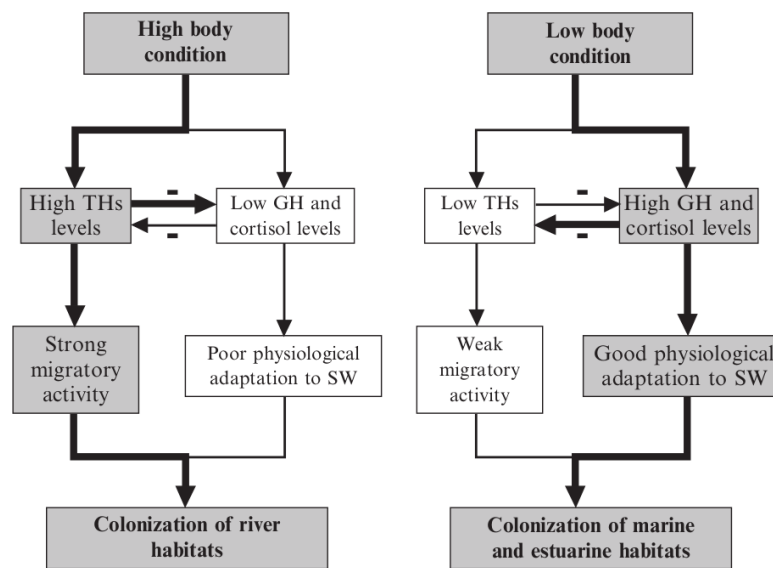 High body
condition
High THs
levels
-
-
Low GH and
cortisol levels
Strong
migratory
activity
Poor physiological
adaptation to SW
Colonization of river
habitats
Low body
condition
Low THs
levels
-
-
High GH and
cortisol levels
Weak
migratory
activity
Good physiological
adaptation to SW
Colonization of marine
and estuarine habitats